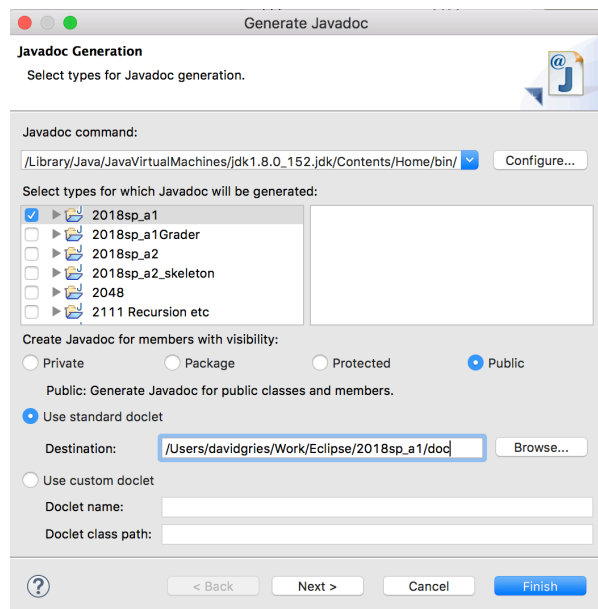 Generate Javadoc
Javadoc Generation
Select types for Javadoc generation.
@
J
Javadoc command:
/Library/Java/JavaVirtualMachines/jdk1.8.0_152.jdk/Contents/Home/bin/
Configure...
Select types for which Javadoc will be generated:
2018sp_a1
2018sp_a1Grader
2018sp_a2
2018sp_a2_skeleton
2048
2111 Recursion etc
Create Javadoc for members with visibility:
Private Package Protected Public
Public: Generate Javadoc for public classes and members.
Use standard doclet
Destination: /Users/davidgries/Work/Eclipse/2018sp_a1/doc Browse...
Use custom doclet
Doclet name:
Doclet class path:
? < Back Next > Cancel Finish